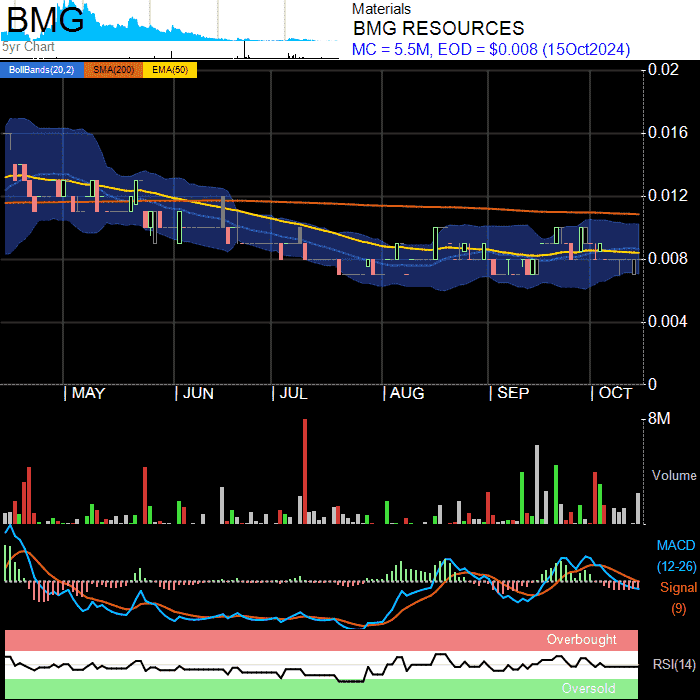 BMG
5yr Chart
Materials
BMG RESOURCES
MC = 5.5M, EOD = $0.008 (15Oct2024)
BollBands(20,2) SMA(200) EMA(50)
0.02
0.016
0.012
0.008
0.004
0
MAY JUN JUL AUG SEP OCT
8M
Volume
MACD
(12-26)
Signal
(9)
Overbought
RSI(14)
Oversold